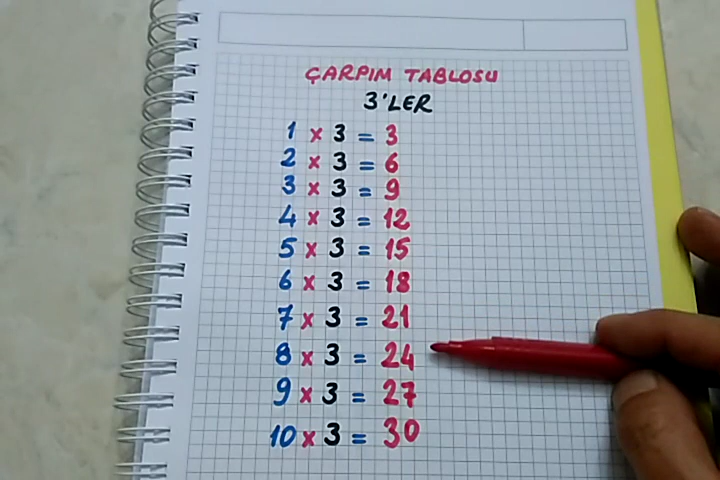 ÇARPIM TABLOSU
3'LER
1 x 3 = 3
2 x 3 = 6
3 x 3 = 9
4 x 3 = 12
5 x 3 = 15
6 x 3 = 18
7 x 3 = 21
8 x 3 = 24
9 x 3 = 27
10 x 3 = 30